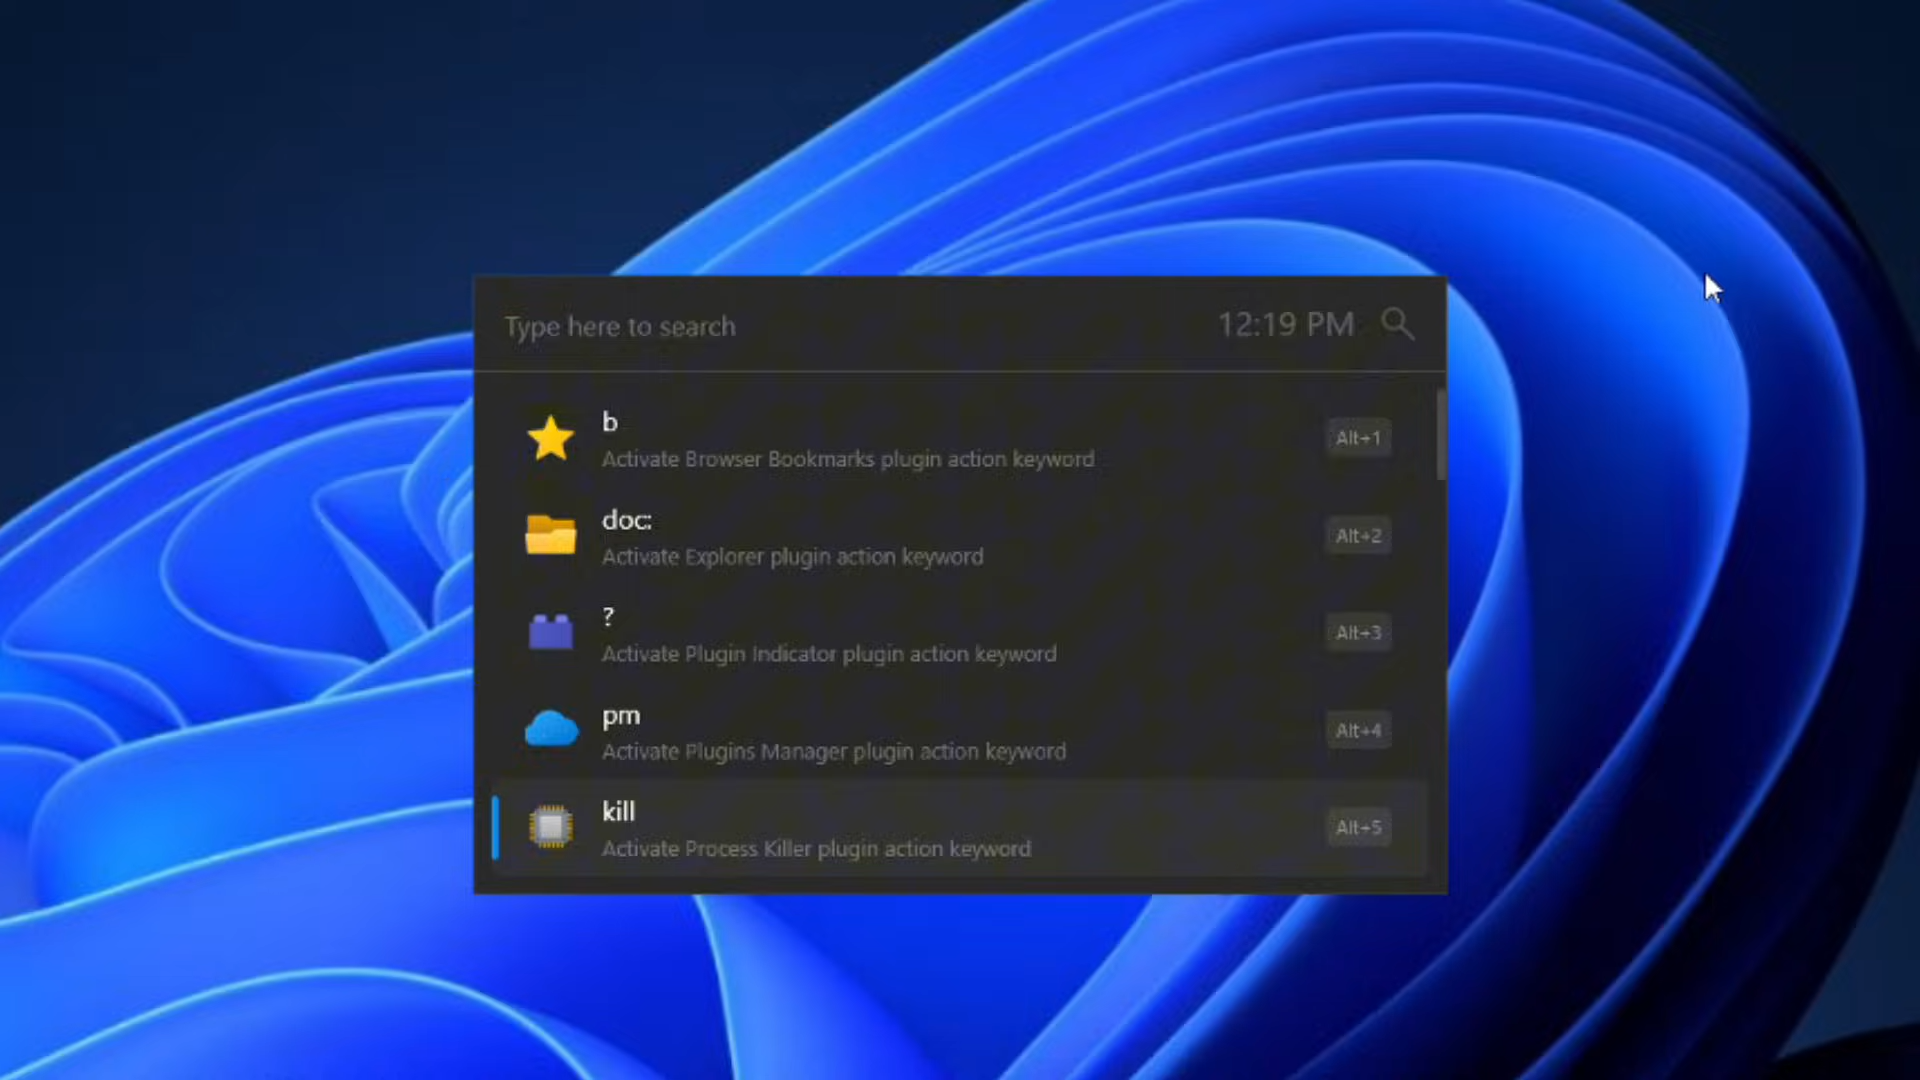 Type here to search
12:19 PM
b
Alt+1
Activate Browser Bookmarks plugin action keyword
doc:
Alt+2
Activate Explorer plugin action keyword
?
Alt+3
Activate Plugin Indicator plugin action keyword
pm
Alt+4
Activate Plugins Manager plugin action keyword
kill
Alt+5
Activate Process Killer plugin action keyword